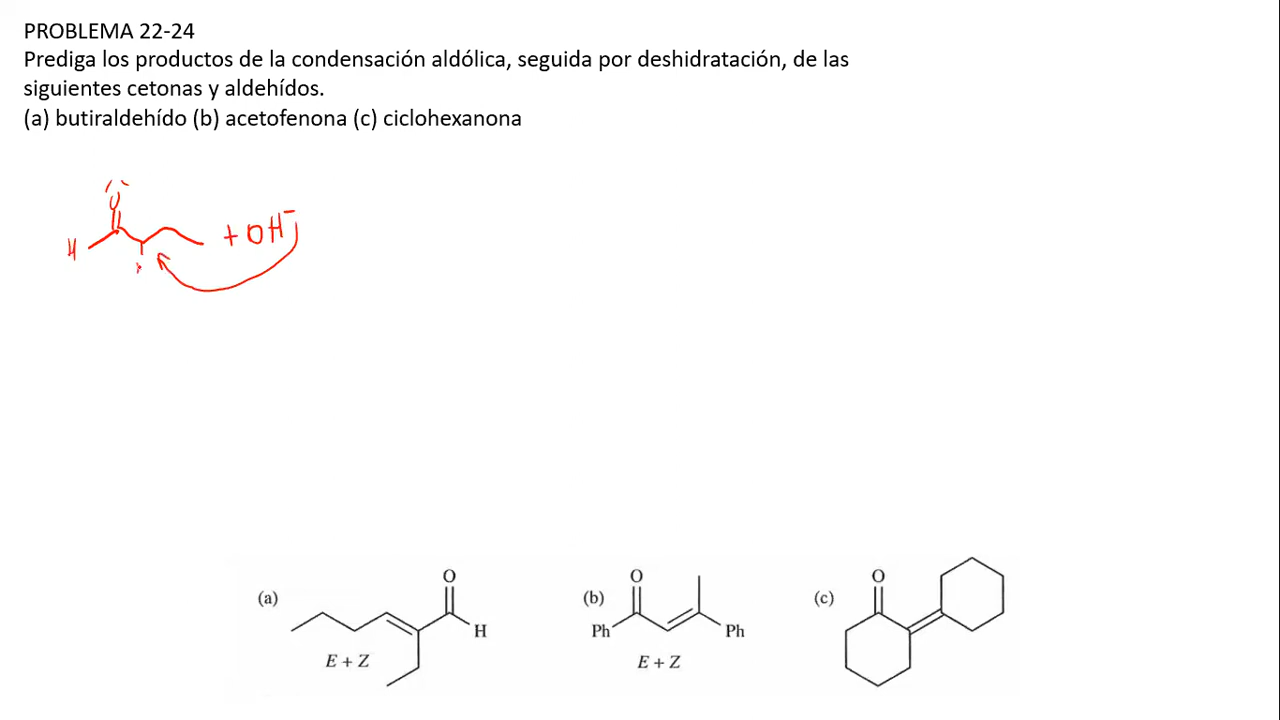 PROBLEMA 22-24
Prediga los productos de la condensación aldólica, seguida por deshidratación, de las
siguientes cetonas y aldehídos.
(a) butiraldehído (b) acetofenona (c) ciclohexanona
O
H + OH⁻
(a) O H
E + Z
(b) O Ph Ph
E + Z
(c) O